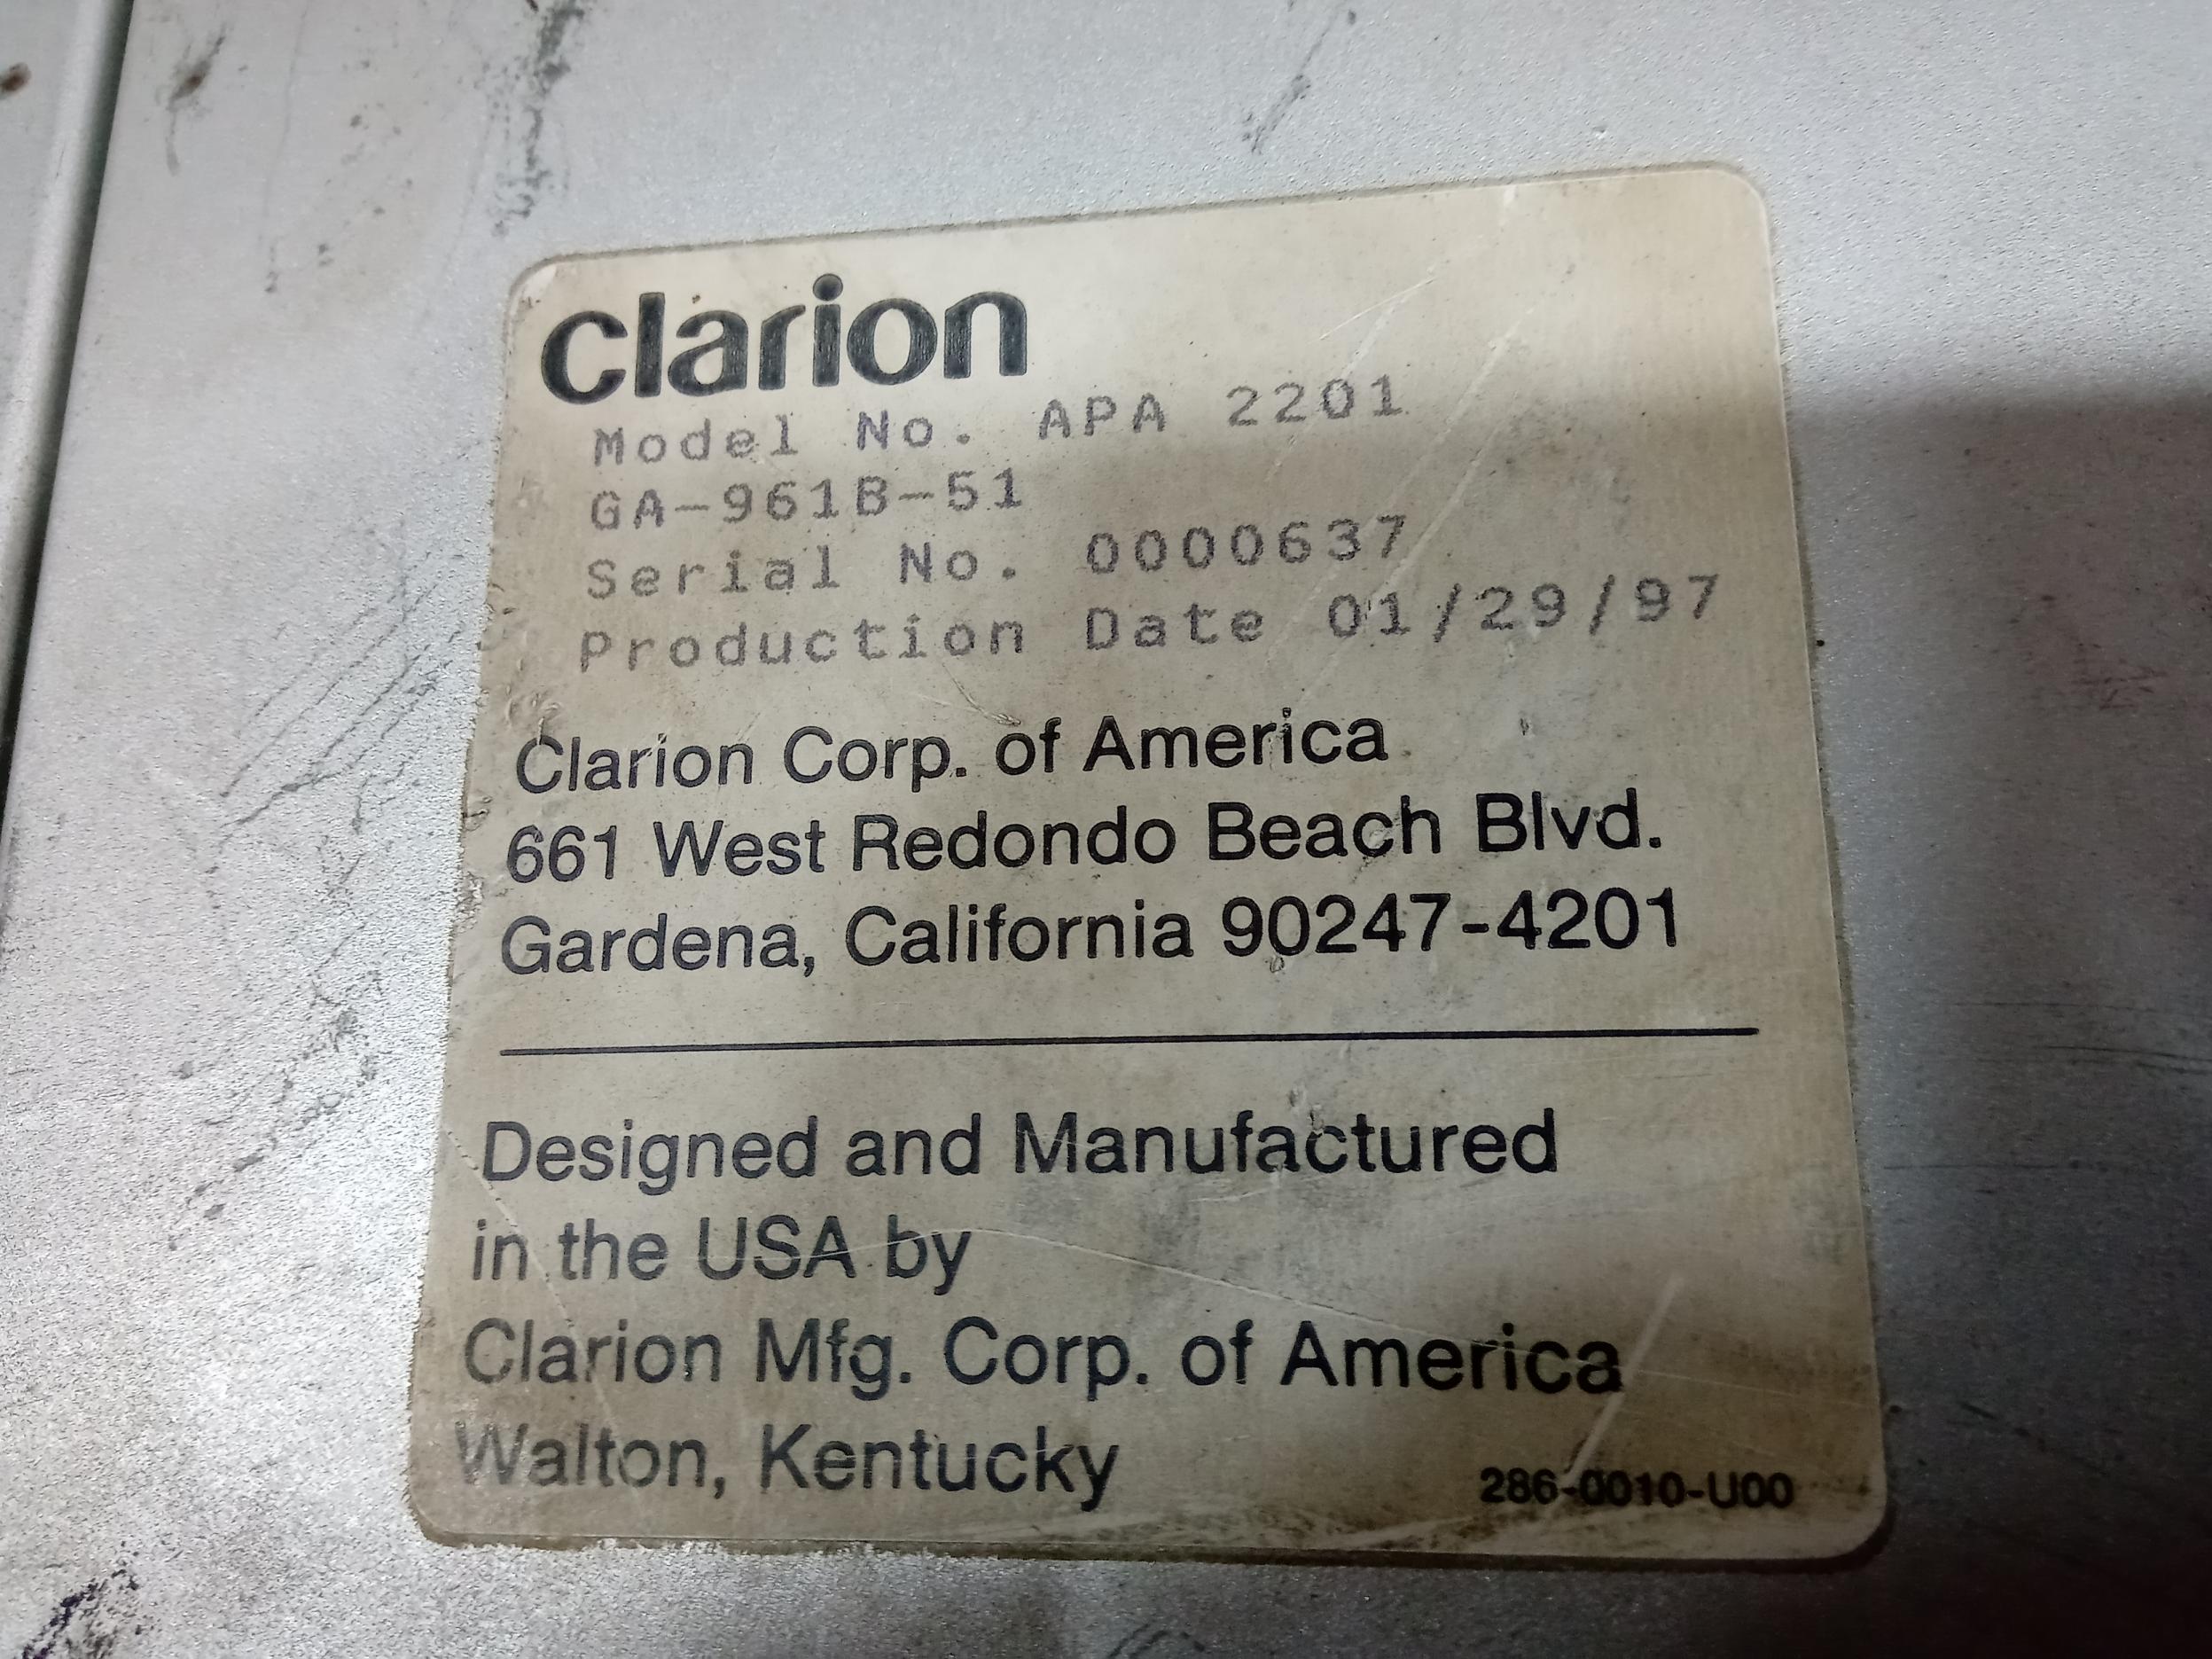 clarion
Model No. APA 2201
GA-961B-51
Serial No. 0000637
Production Date 01/29/97
Clarion Corp. of America
661 West Redondo Beach Blvd.
Gardena, California 90247-4201
Designed and Manufactured
in the USA by
Clarion Mfg. Corp. of America
Walton, Kentucky
286-0010-U00